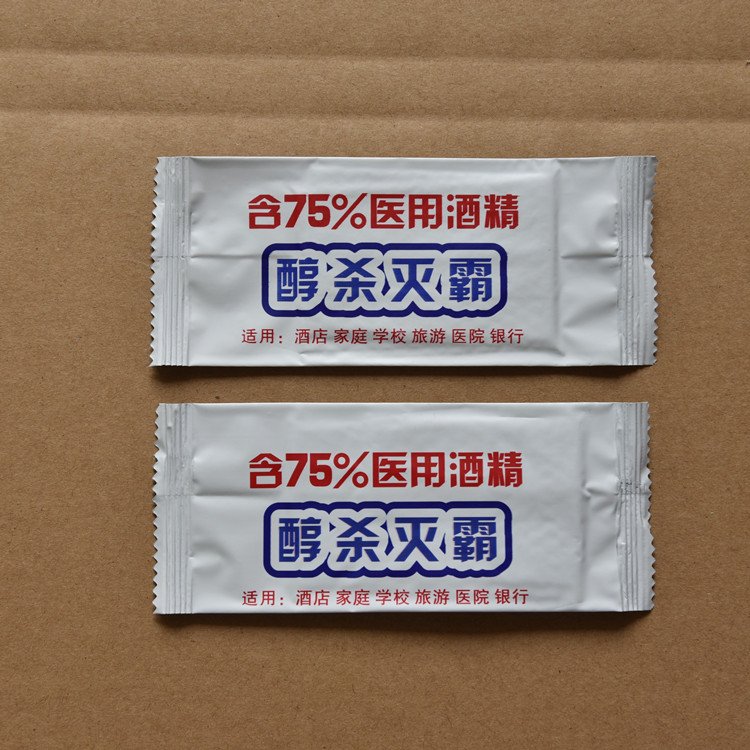 含75%医用酒精
醇杀灭霸
适用：酒店 家庭 学校 旅游 医院 银行
含75%医用酒精
醇杀灭霸
适用：酒店 家庭 学校 旅游 医院 银行